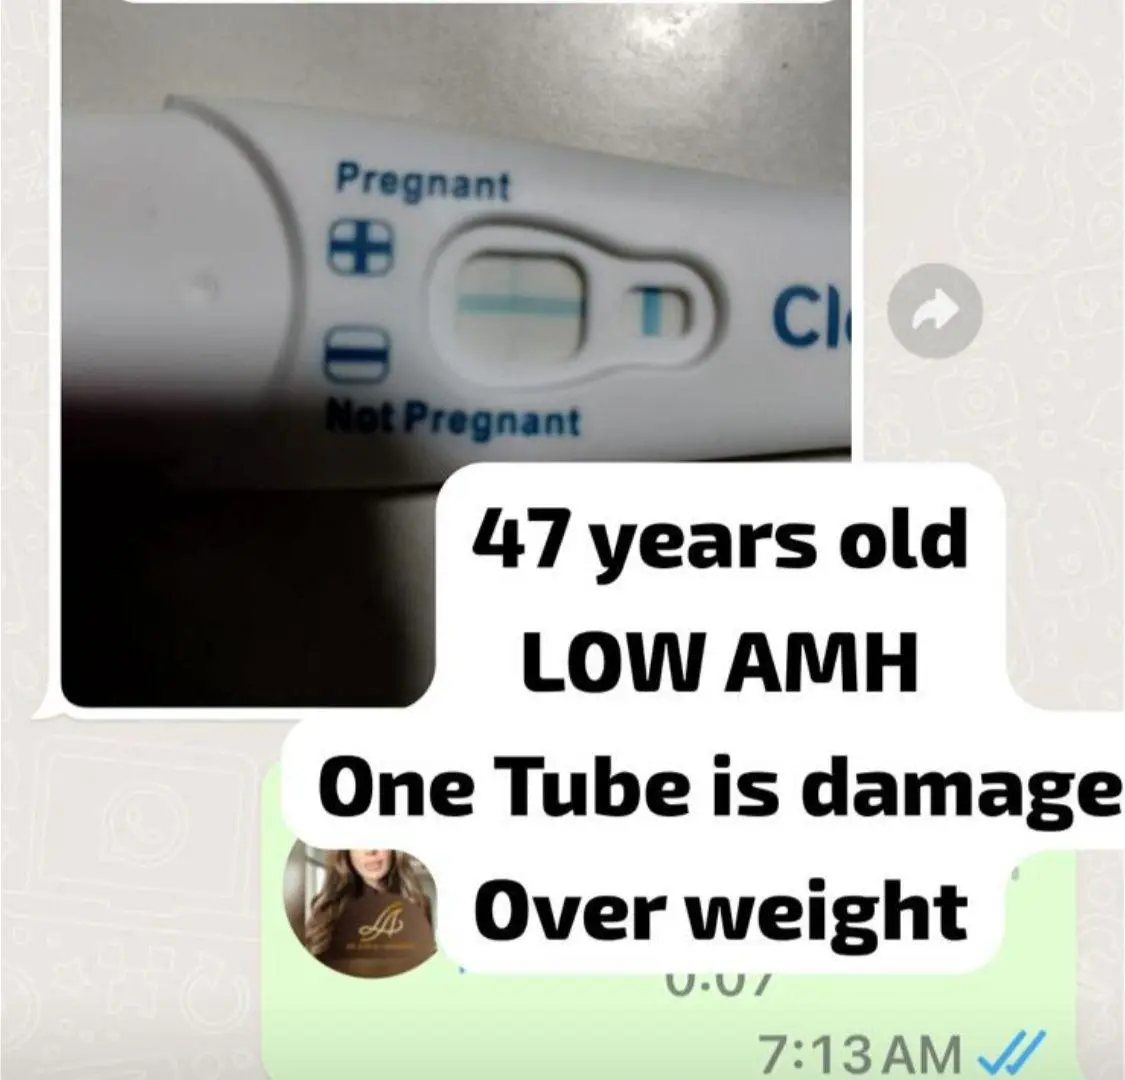 Pregnant
Cl
Not Pregnant
47 years old
LOW AMH
One Tube is damage
Over weight
0:07
7:13 AM